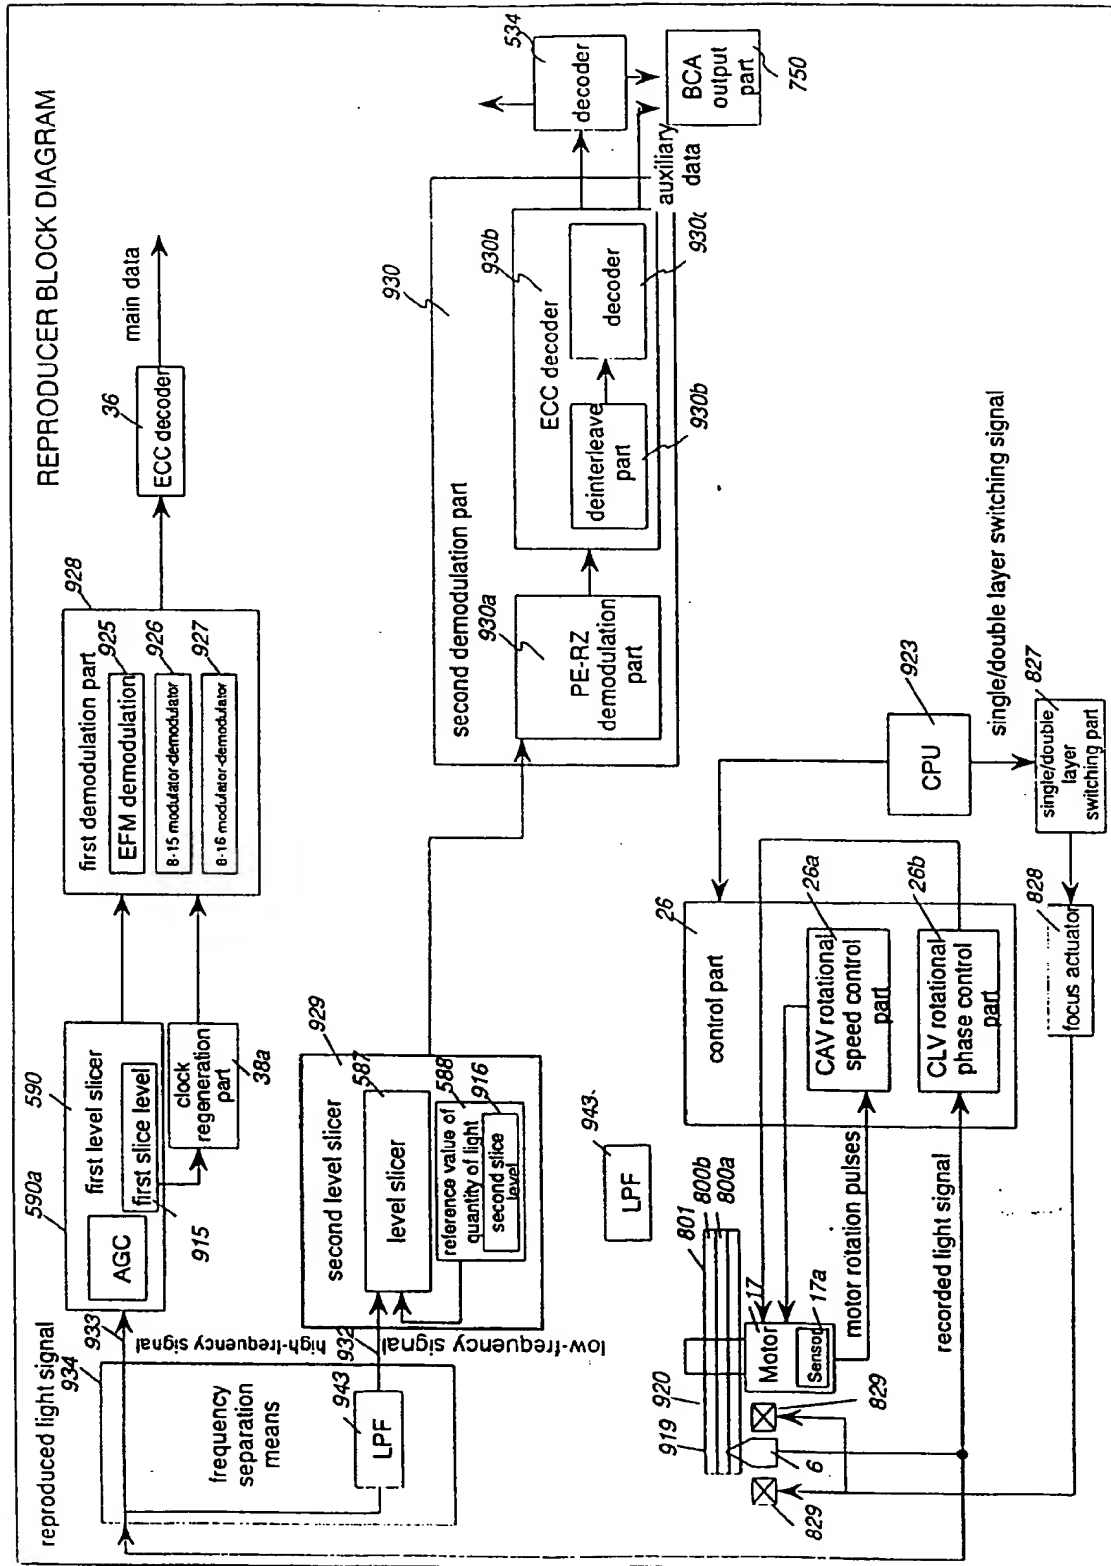 REPRODUCER BLOCK DIAGRAM
reproduced light signal
934
933
frequency
separation
means
943
LPF
932
high-frequency signal
low-frequency signal
590a
590
first level slicer
AGC
first slice level
915
clock
regeneration
part
38a
928
first demodulation part
925
EFM demodulation
926
8-15 modulator-demodulator
927
8-16 modulator-demodulator
36
ECC decoder
main data
929
second level slicer
587
level slicer
588
reference value of
quantity of light
916
second slice
level
930
second demodulation part
930a
PE-RZ
demodulation
part
930b
ECC decoder
deinterleave
part
930b
decoder
auxiliary
data
534
decoder
BCA
output
part
750
943
LPF
919
920
801
800b
800a
17
Motor
17a
Sensor
829
6
829
motor rotation pulses
recorded light signal
26
control part
26a
CAV rotational
speed control
part
26b
CLV rotational
phase control
part
923
CPU
single/double layer switching signal
827
single/double
layer
switching part
828
focus actuator